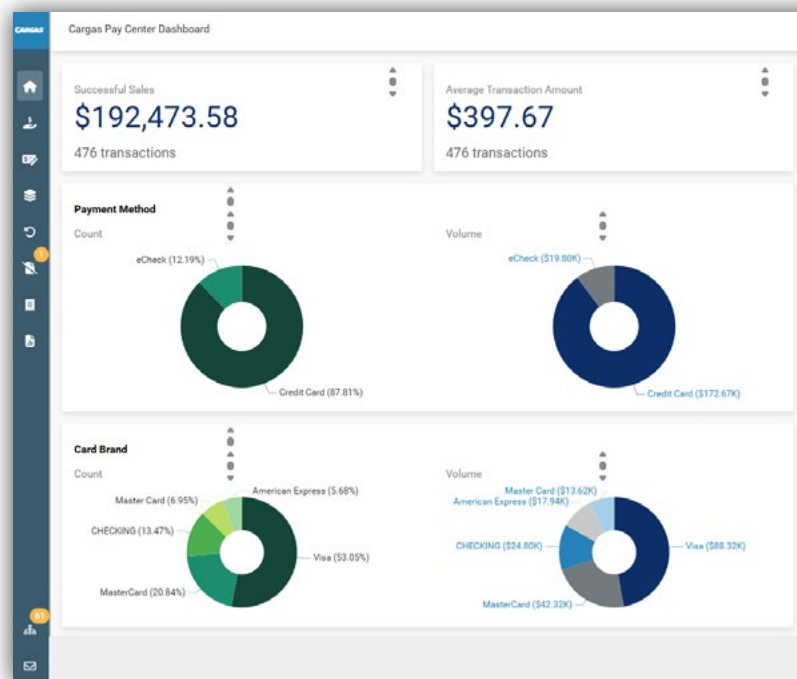 CARGAS
Cargas Pay Center Dashboard
Successful Sales
$192,473.58
476 transactions
Average Transaction Amount
$397.67
476 transactions
Payment Method
Count
eCheck (12.19%)
Credit Card (87.81%)
Volume
eCheck ($19.80K)
Credit Card ($172.67K)
1
Card Brand
Count
American Express (5.68%)
Master Card (6.95%)
CHECKING (13.47%)
Visa (53.05%)
MasterCard (20.84%)
Volume
Master Card ($13.62K)
American Express ($17.94K)
CHECKING ($24.80K)
Visa ($88.32K)
MasterCard ($42.32K)
61